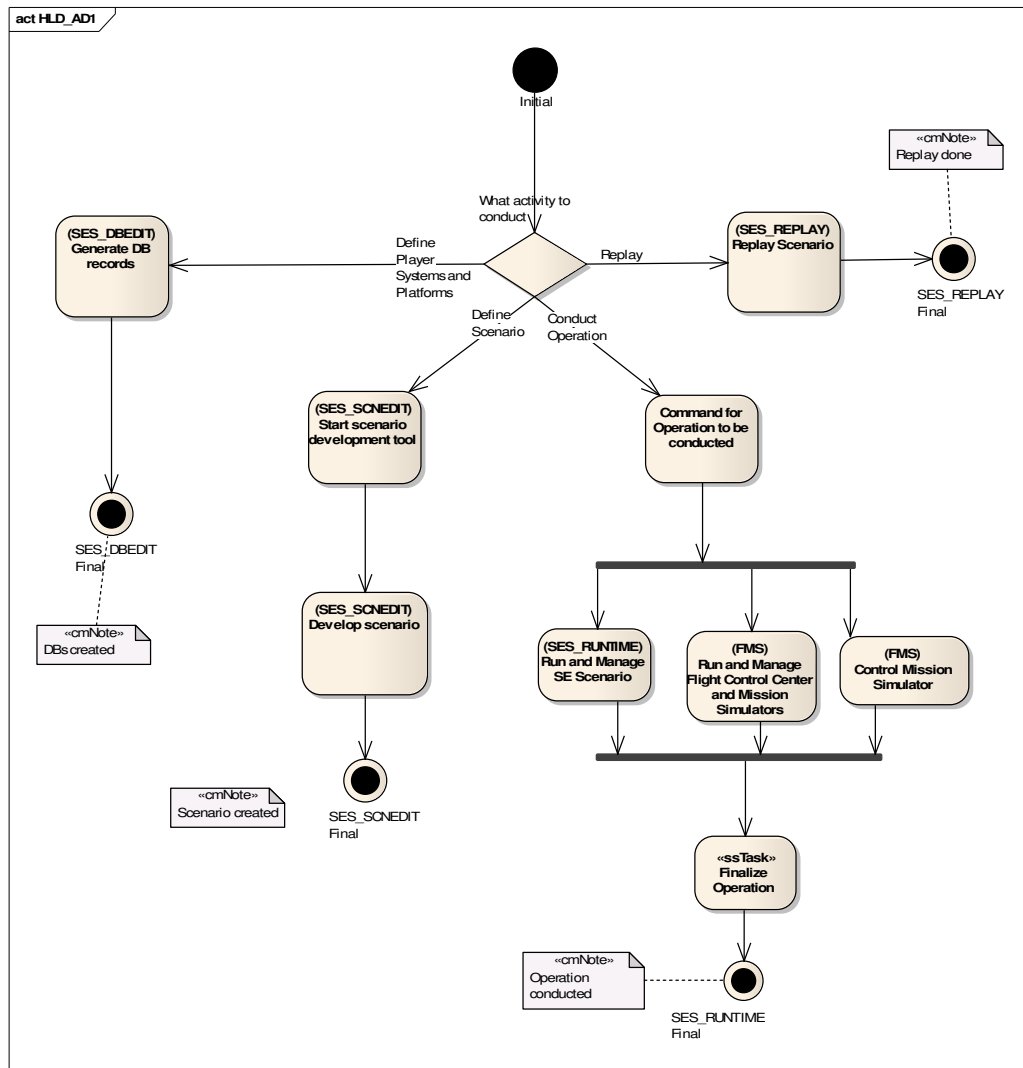 act HLD_AD1
Initial
«cmNote»
Replay done
What activity to
conduct
(SES_DBEDIT)
Generate DB
records
Define
Player
Systems and
Platforms
Replay
(SES_REPLAY)
Replay Scenario
SES_REPLAY
Final
Define
Scenario
Conduct
Operation
(SES_SCNEDIT)
Start scenario
development tool
Command for
Operation to be
conducted
SES_DBEDIT
Final
«cmNote»
DBs created
(SES_SCNEDIT)
Develop scenario
(SES_RUNTIME)
Run and Manage
SE Scenario
(FMS)
Run and Manage
Flight Control Center
and Mission
Simulators
(FMS)
Control Mission
Simulator
«cmNote»
Scenario created
SES_SCNEDIT
Final
«ssTask»
Finalize
Operation
«cmNote»
Operation
conducted
SES_RUNTIME
Final